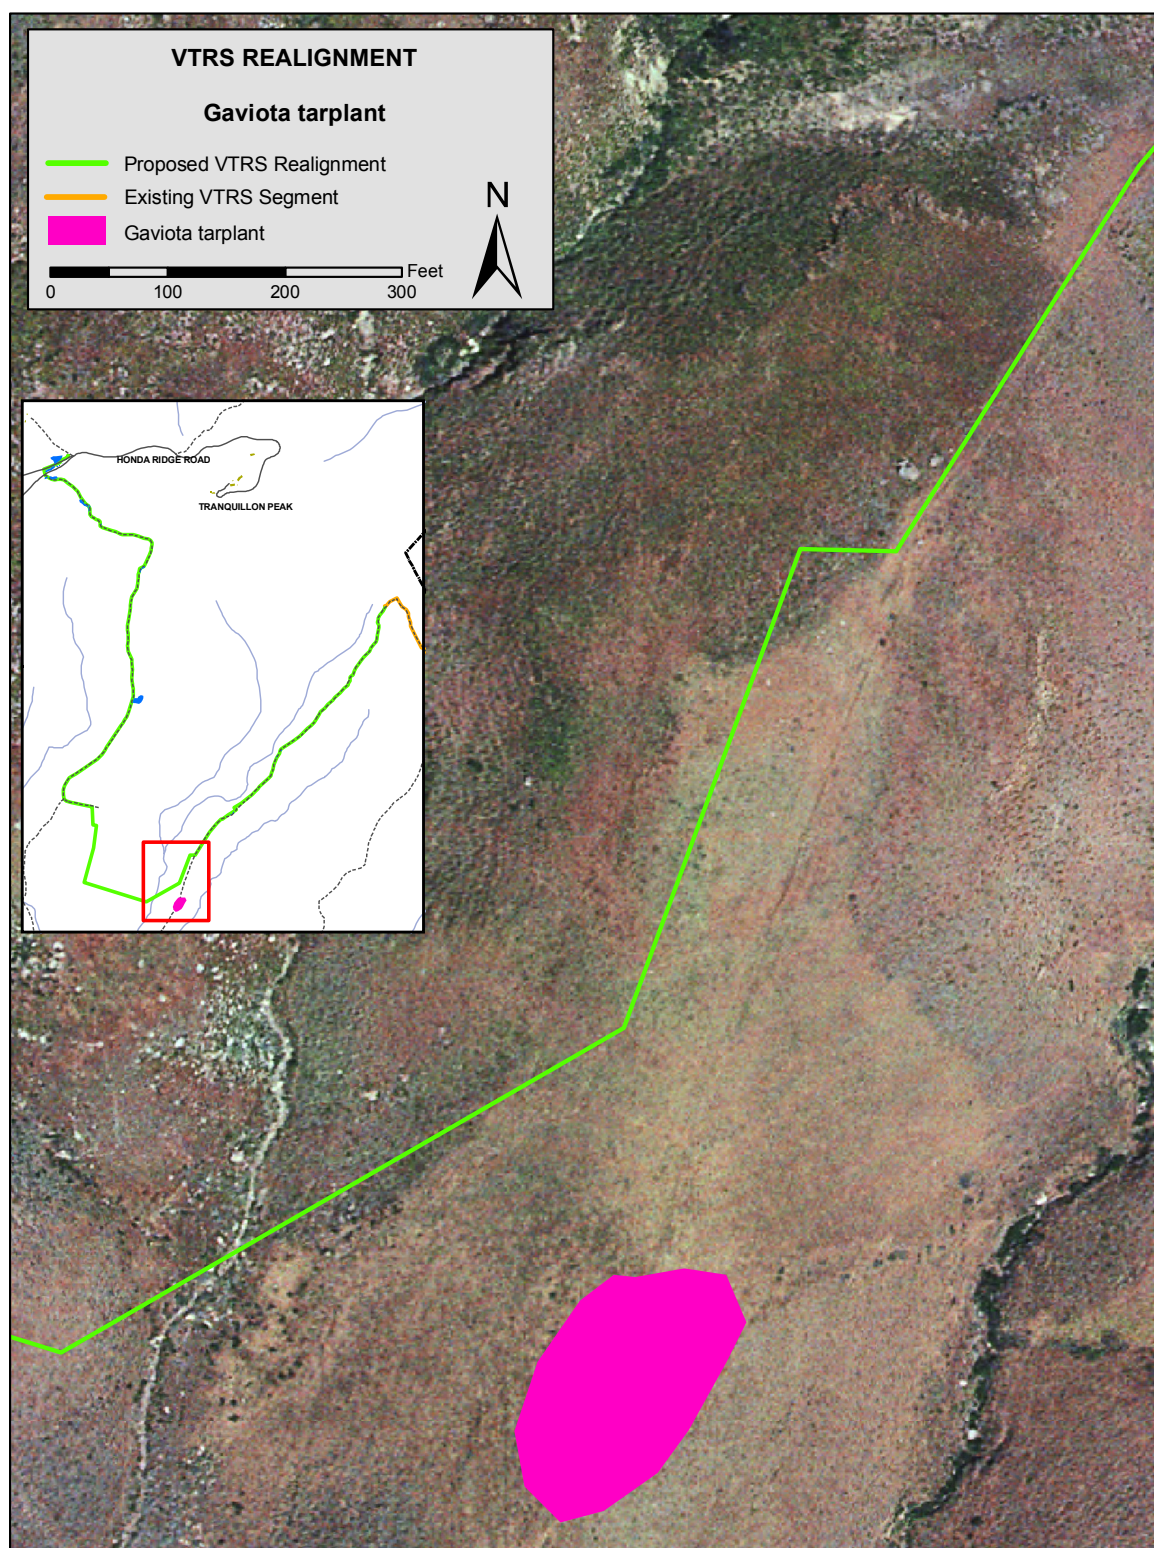 VTRS REALIGNMENT
Gaviota tarplant
Proposed VTRS Realignment
Existing VTRS Segment
Gaviota tarplant
N
Feet
0 100 200 300
HONDA RIDGE ROAD
TRANQUILLON PEAK